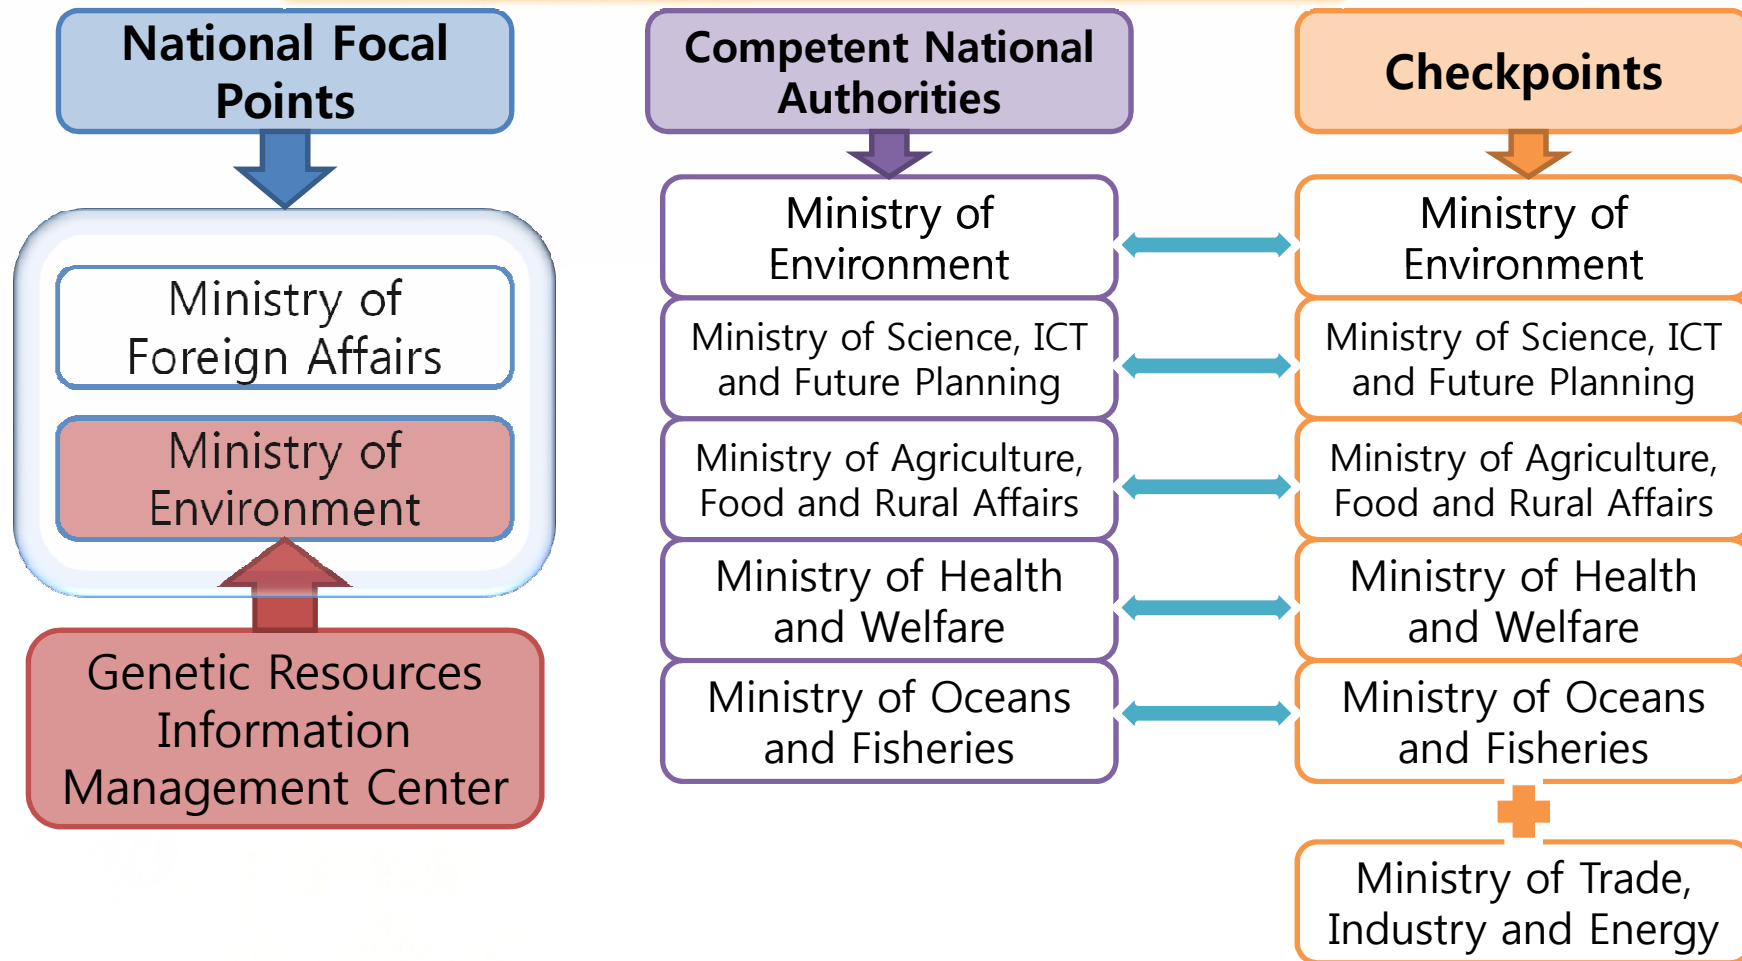 National Focal
Points
Ministry of
Foreign Affairs
Ministry of
Environment
Genetic Resources
Information
Management Center
Competent National
Authorities
Ministry of
Environment
Ministry of Science, ICT
and Future Planning
Ministry of Agriculture,
Food and Rural Affairs
Ministry of Health
and Welfare
Ministry of Oceans
and Fisheries
Checkpoints
Ministry of
Environment
Ministry of Science, ICT
and Future Planning
Ministry of Agriculture,
Food and Rural Affairs
Ministry of Health
and Welfare
Ministry of Oceans
and Fisheries
Ministry of Trade,
Industry and Energy